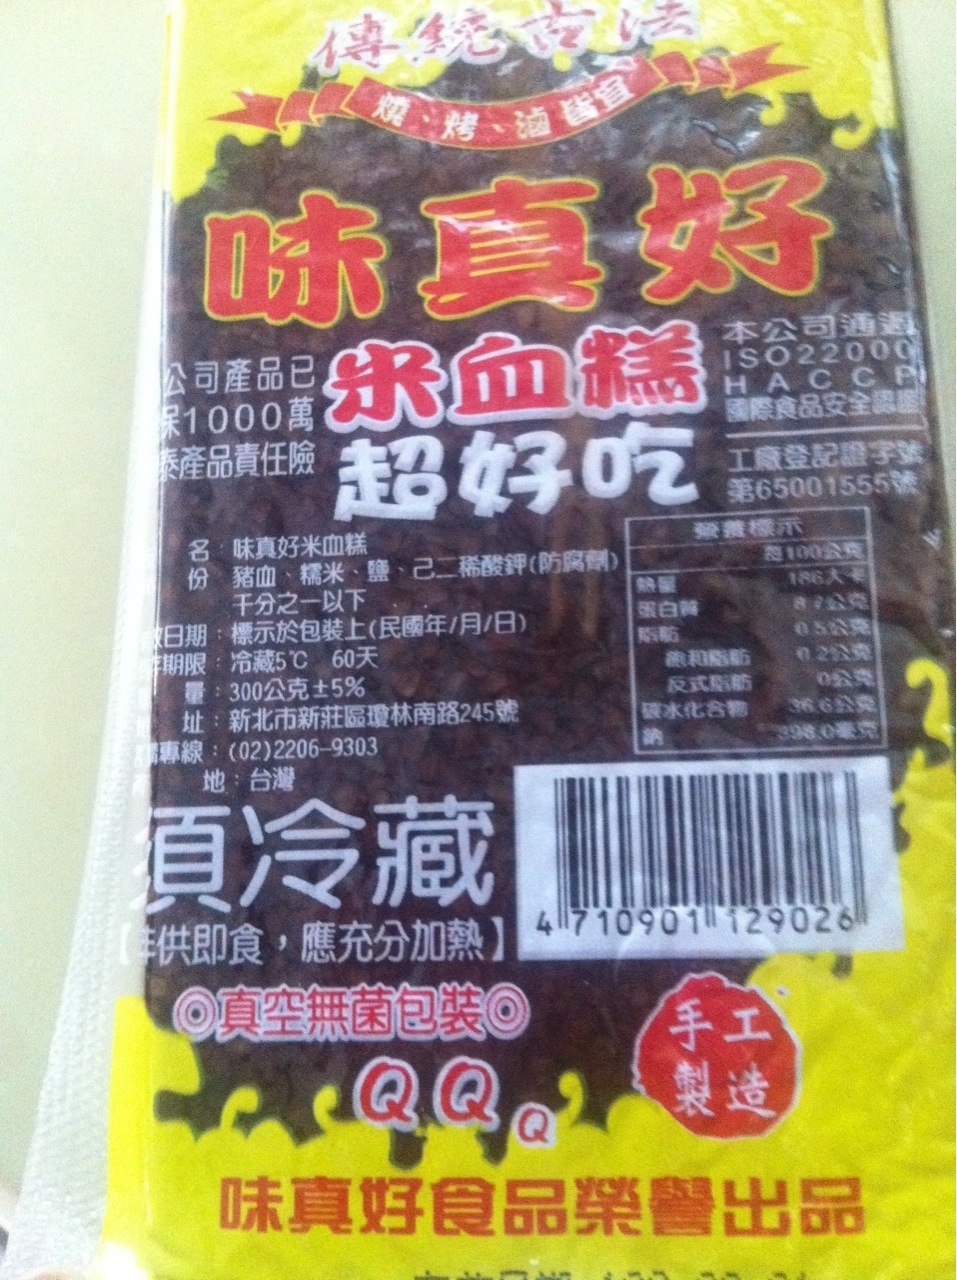 傳統古法
燒、烤、滷皆宜
味真好
米血糕
超好吃
公司產品已
保1000萬
泰產品責任險
本公司通過
ISO22000
HACCP
國際食品安全認證
工廠登記證字號
第65001555號
名：味真好米血糕
份 豬血、糯米、鹽、己二稀酸鉀(防腐劑)
千分之一以下
日期：標示於包裝上(民國年/月/日)
期限：冷藏5℃ 60天
量：300公克±5%
址：新北市新莊區瓊林南路245號
專線：(02)2206-9303
地：台灣
營養標示
每100公克
熱量 186大卡
蛋白質 8.7公克
脂肪 0.5公克
飽和脂肪 0.2公克
反式脂肪 0公克
碳水化合物 36.6公克
鈉 398.0毫克
須冷藏
【非供即食，應充分加熱】
4 710901 129026
◎真空無菌包裝◎
QQQ
手工
製造
味真好食品榮譽出品